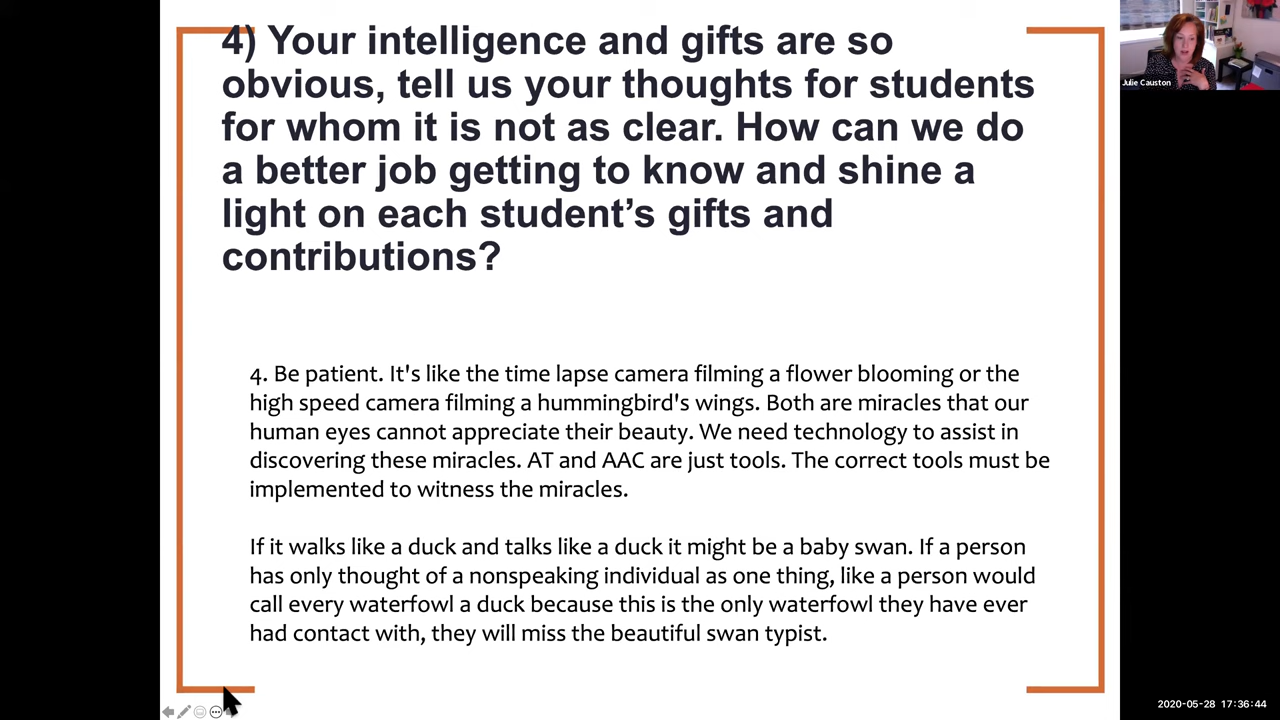 4) Your intelligence and gifts are so
obvious, tell us your thoughts for students
for whom it is not as clear. How can we do
a better job getting to know and shine a
light on each student’s gifts and
contributions?
4. Be patient. It's like the time lapse camera filming a flower blooming or the
high speed camera filming a hummingbird's wings. Both are miracles that our
human eyes cannot appreciate their beauty. We need technology to assist in
discovering these miracles. AT and AAC are just tools. The correct tools must be
implemented to witness the miracles.
If it walks like a duck and talks like a duck it might be a baby swan. If a person
has only thought of a nonspeaking individual as one thing, like a person would
call every waterfowl a duck because this is the only waterfowl they have ever
had contact with, they will miss the beautiful swan typist.
Julie Causton
2020-05-28 17:36:44